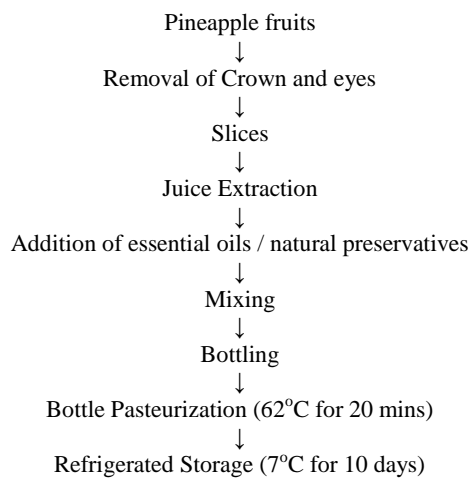 Pineapple fruits
↓
Removal of Crown and eyes
↓
Slices
↓
Juice Extraction
↓
Addition of essential oils / natural preservatives
↓
Mixing
↓
Bottling
↓
Bottle Pasteurization (62°C for 20 mins)
↓
Refrigerated Storage (7°C for 10 days)